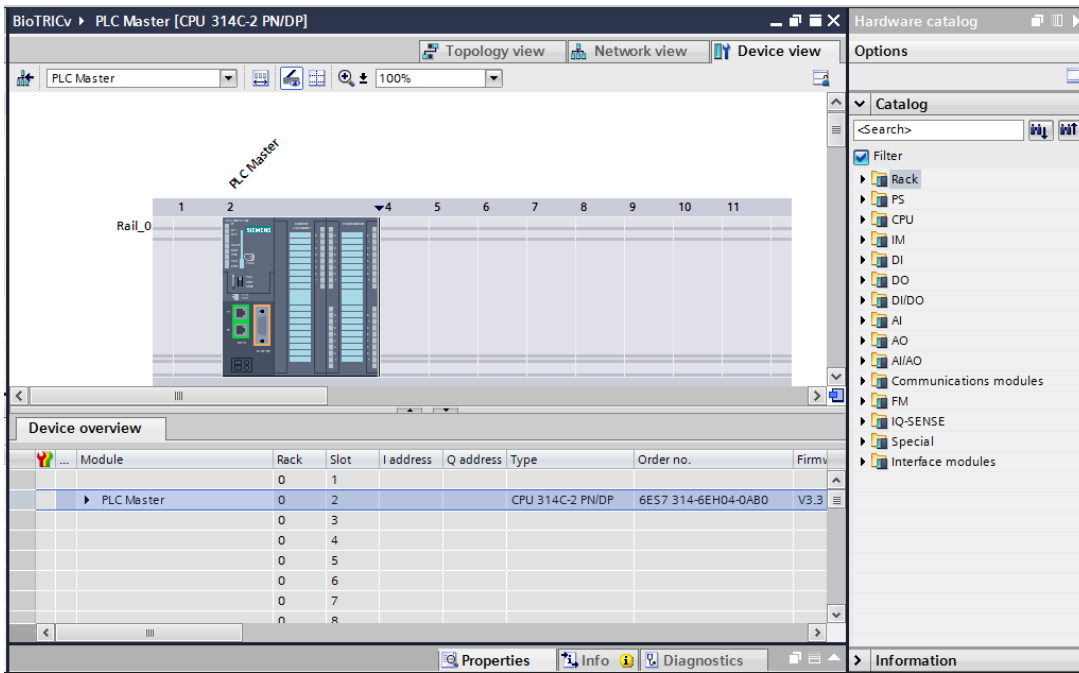 BioTRICv ▸ PLC Master [CPU 314C-2 PN/DP]
Hardware catalog
Topology view
Network view
Device view
Options
PLC Master
100%
Catalog
<Search>
Filter
PLC Master
Rack
PS
1 2 4 5 6 7 8 9 10 11
CPU
Rail_0
SIEMENS
IM
DI
DO
DI/DO
AI
AO
AI/AO
Communications modules
FM
IQ-SENSE
Special
Interface modules
Device overview
... Module Rack Slot I address Q address Type Order no. Firmw
0 1
PLC Master 0 2 CPU 314C-2 PN/DP 6ES7 314-6EH04-0AB0 V3.3
0 3
0 4
0 5
0 6
0 7
0 8
Properties
Info
Diagnostics
Information